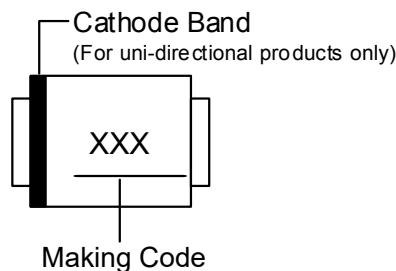 Cathode Band
(For uni-directional products only)
XXX
Making Code